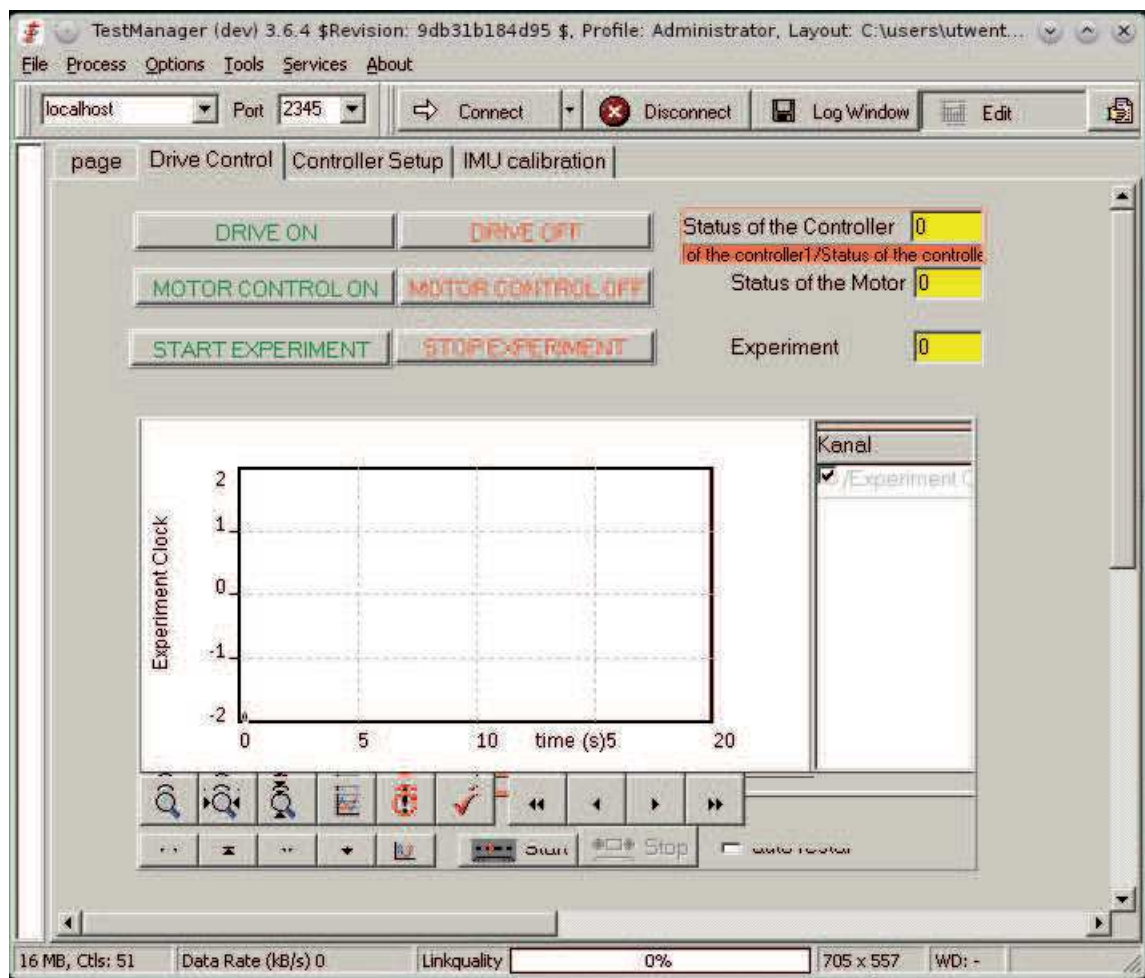 TestManager (dev) 3.6.4 $Revision: 9db31b184d95 $, Profile: Administrator, Layout: C:\users\utwent...
File Process Options Tools Services About
localhost Port 2345 Connect Disconnect Log Window Edit
page Drive Control Controller Setup IMU calibration
DRIVE ON DRIVE OFF Status of the Controller 0
of the controller1/Status of the controlle
MOTOR CONTROL ON MOTOR CONTROL OFF Status of the Motor 0
START EXPERIMENT STOP EXPERIMENT Experiment 0
Kanal
/Experiment C
Experiment Clock
2
1
0
-1
-2
0 5 10 time (s)5 20
Start Stop auto restar
16 MB, Ctls: 51 Data Rate (kB/s) 0 Linkquality 0% 705 x 557 WD: -